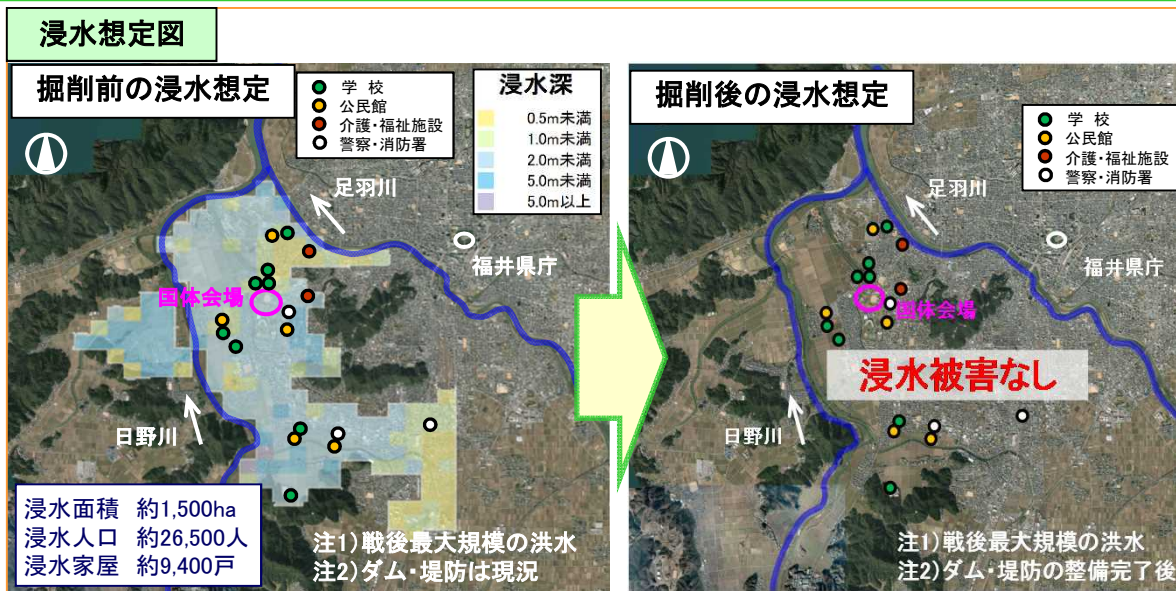 浸水想定図
掘削前の浸水想定
学 校
公民館
介護・福祉施設
警察・消防署
浸水深
0.5m未満
1.0m未満
2.0m未満
5.0m未満
5.0m以上
足羽川
福井県庁
国体会場
日野川
浸水面積 約1,500ha
浸水人口 約26,500人
浸水家屋 約9,400戸
注1)戦後最大規模の洪水
注2)ダム・堤防は現況
掘削後の浸水想定
学 校
公民館
介護・福祉施設
警察・消防署
足羽川
福井県庁
国体会場
浸水被害なし
日野川
注1)戦後最大規模の洪水
注2)ダム・堤防の整備完了後